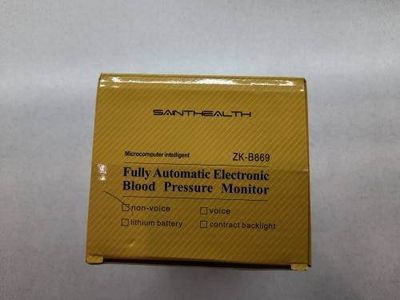 SAINTHEALTH
Microcomputer intelligent ZK-B869
Fully Automatic Electronic
Blood Pressure Monitor
non-voice voice
lithium battery contract backlight